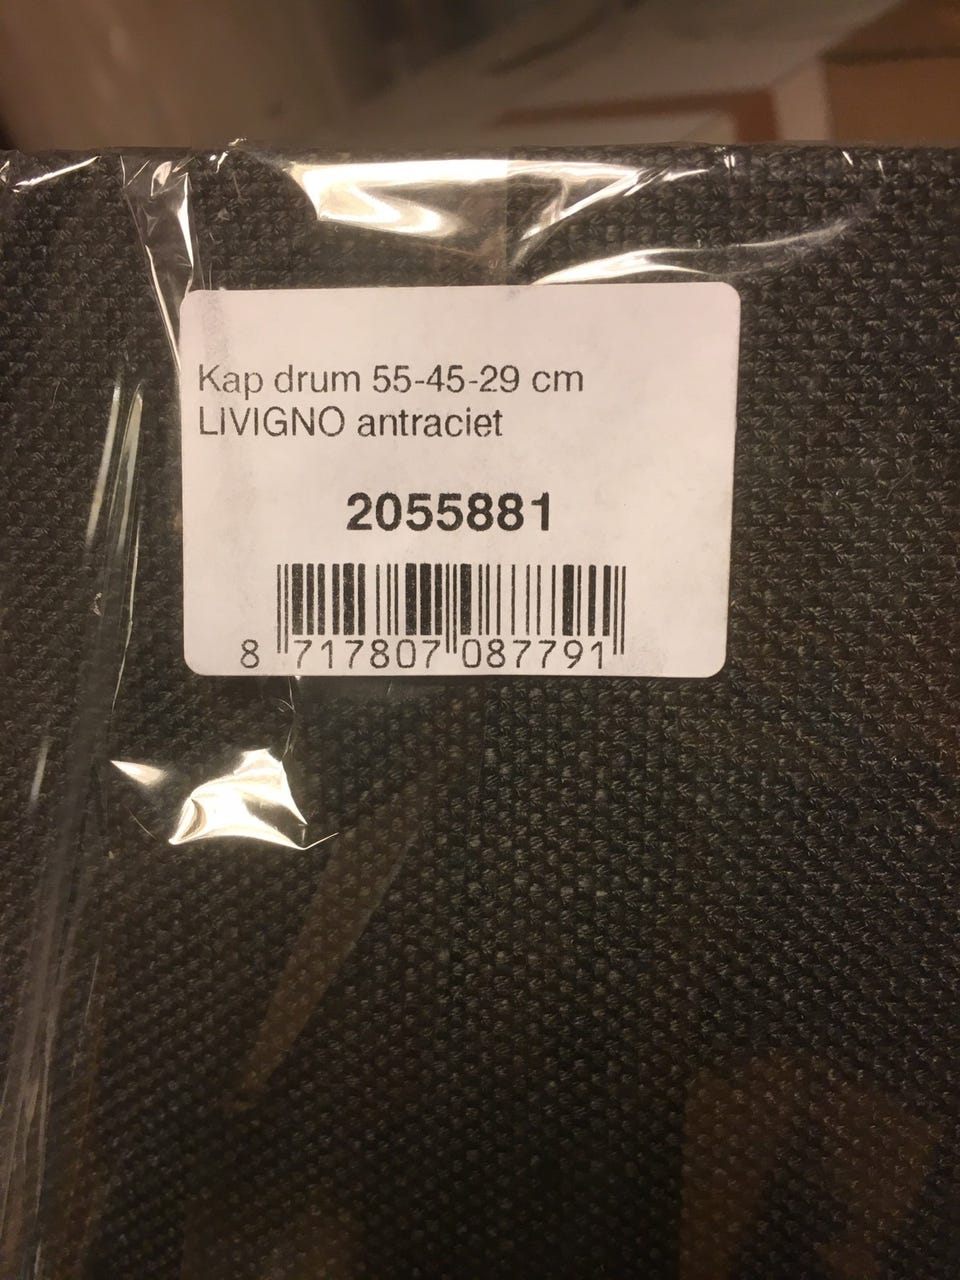 Kap drum 55-45-29 cm
LIVIGNO antraciet
2055881
8 717807 087791